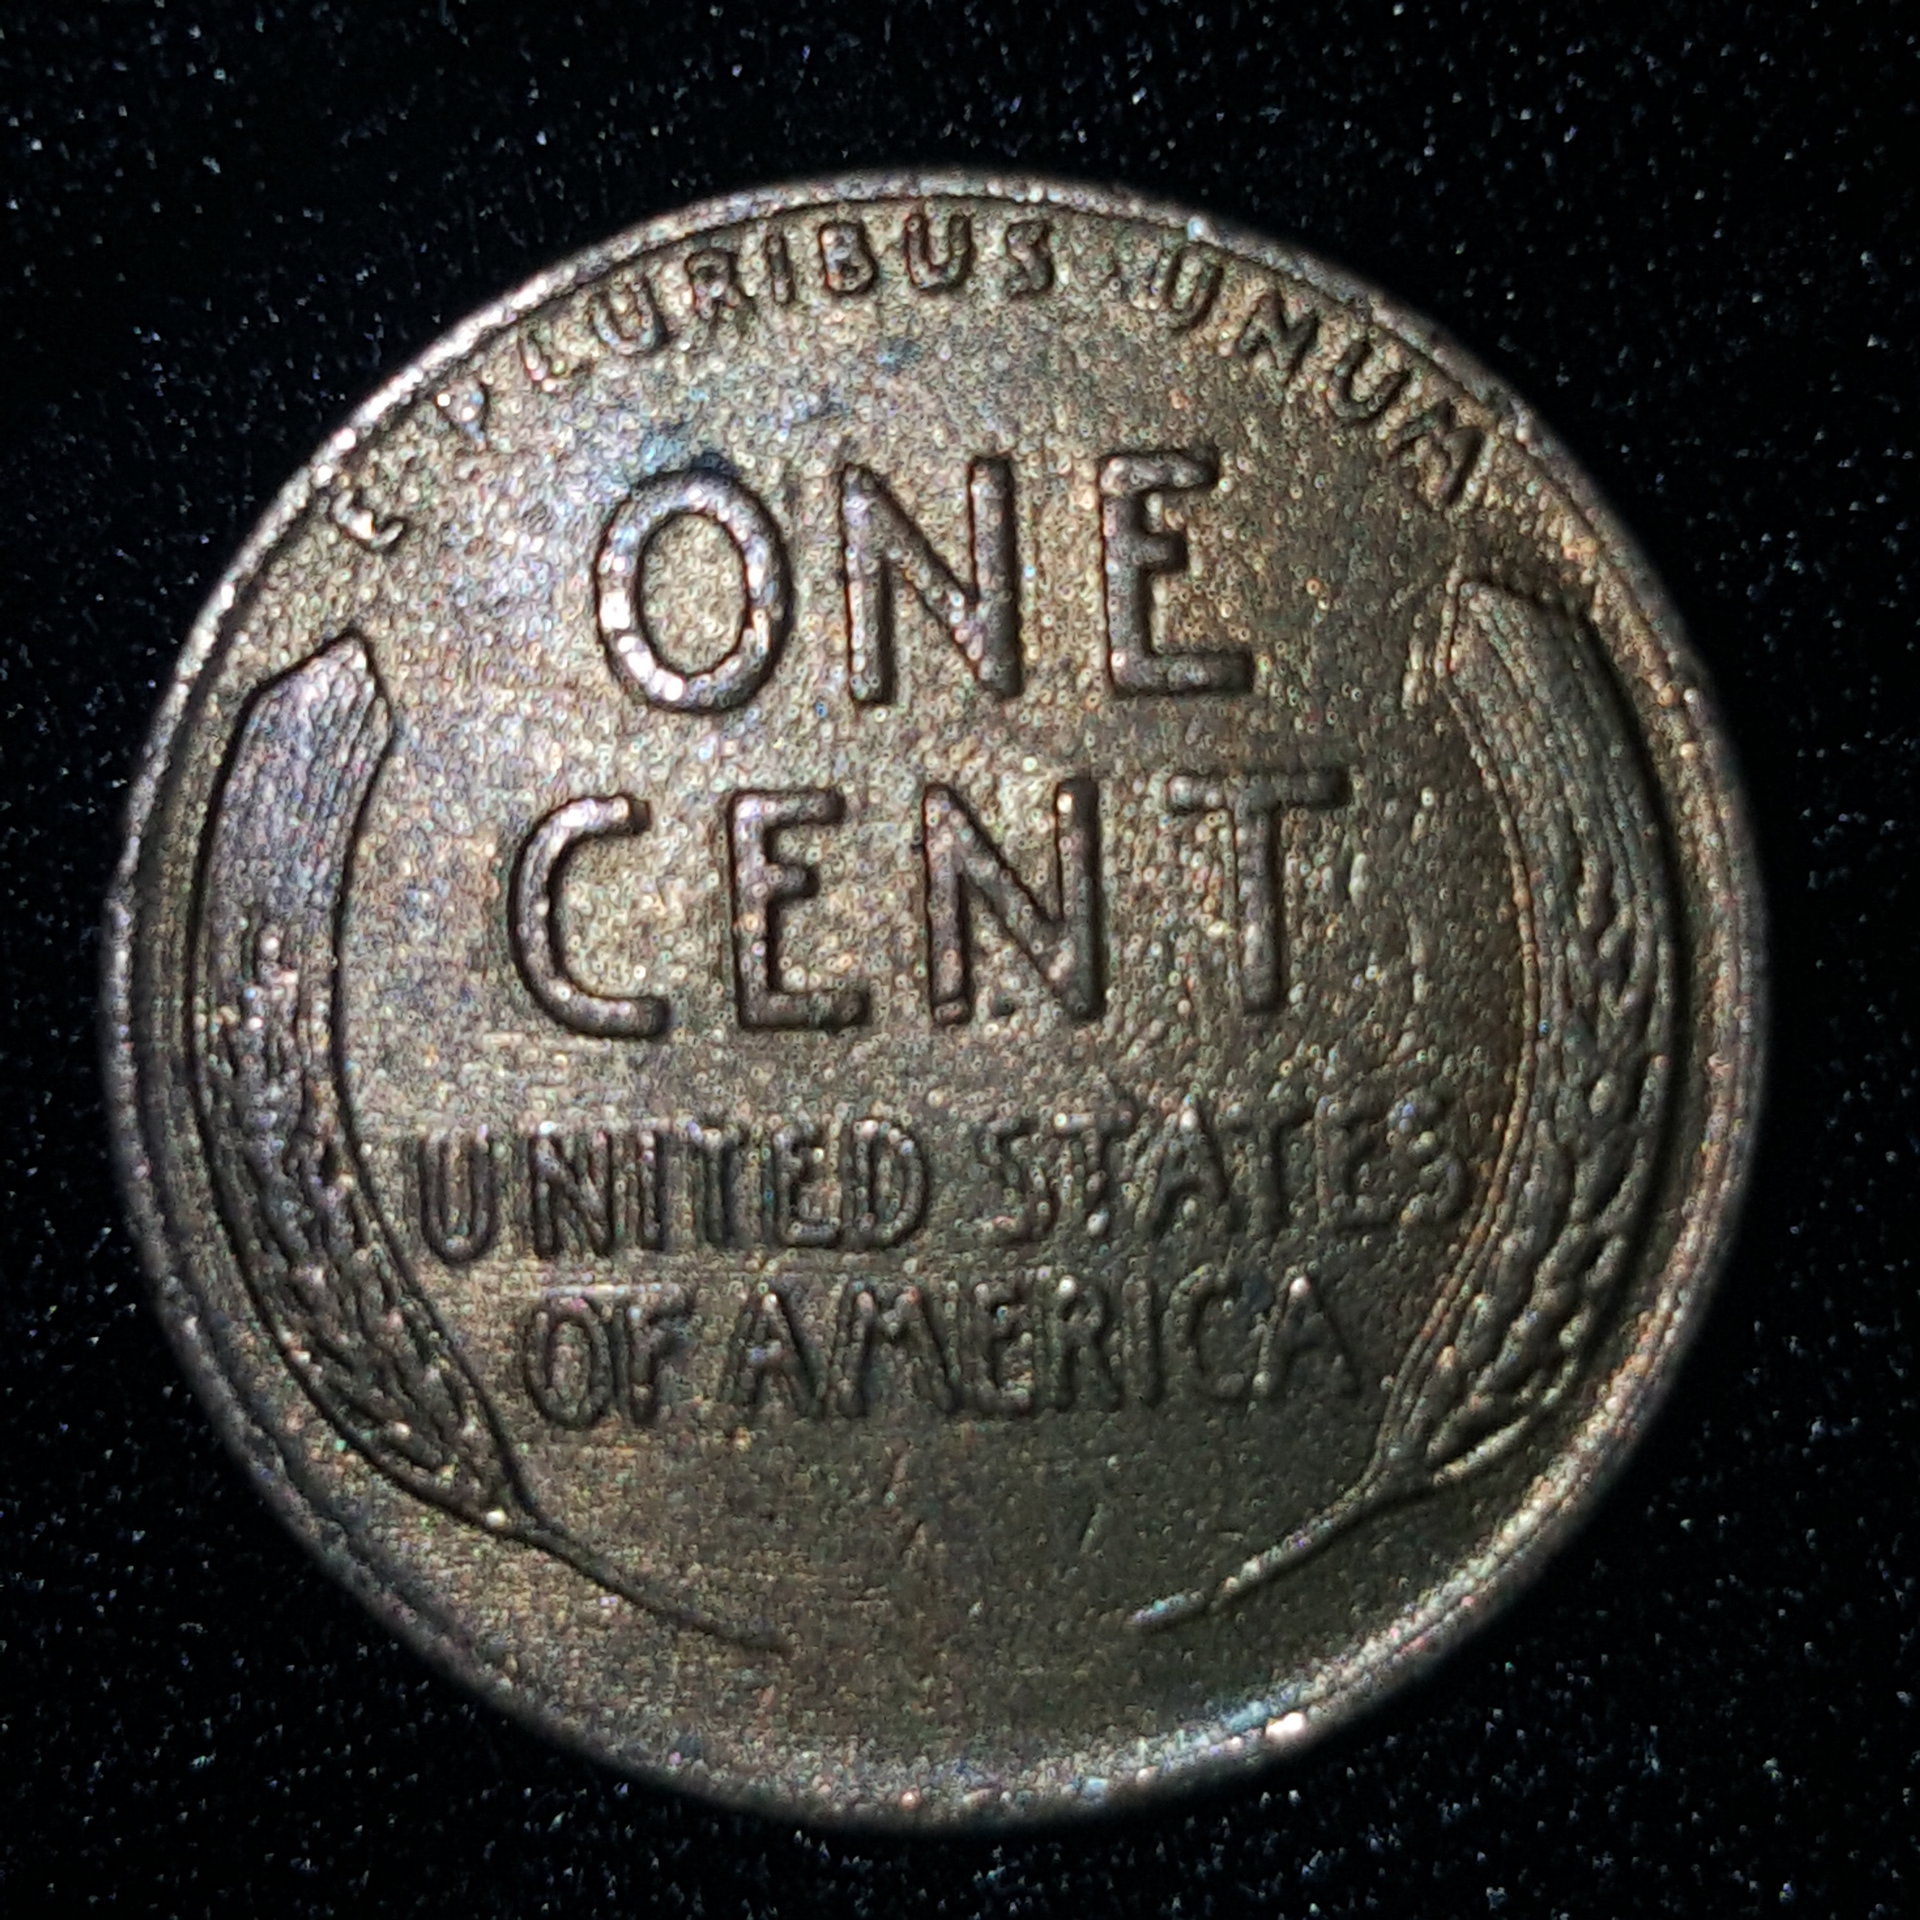 E PLURIBUS · UNUM
ONE
CENT
UNITED STATES
OF AMERICA